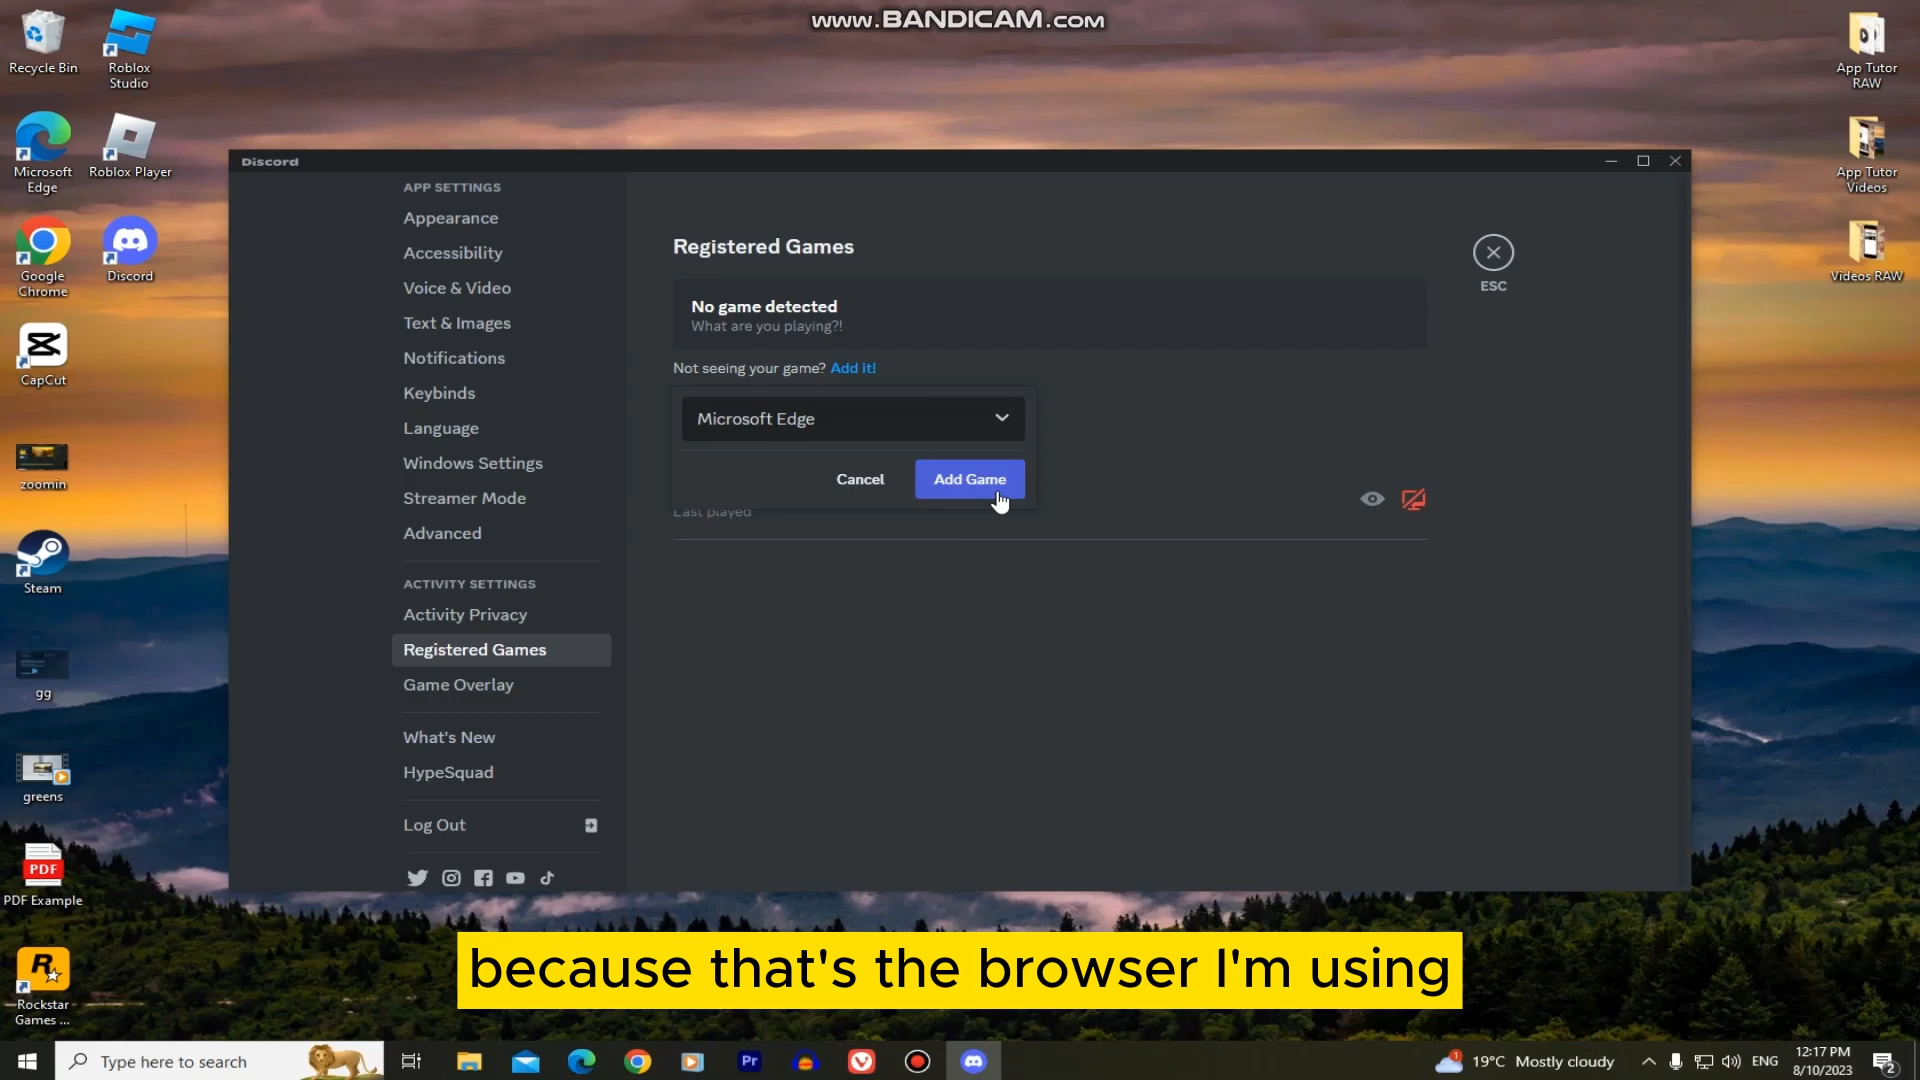 www.BANDICAM.com
Recycle Bin
Roblox
Studio
Microsoft
Edge
Roblox Player
Google
Chrome
Discord
CapCut
zoomin
Steam
gg
greens
PDF
PDF Example
R
Rockstar
Games ...
App Tutor
RAW
App Tutor
Videos
Videos RAW
Discord
APP SETTINGS
Appearance
Accessibility
Voice & Video
Text & Images
Notifications
Keybinds
Language
Windows Settings
Streamer Mode
Advanced
ACTIVITY SETTINGS
Activity Privacy
Registered Games
Game Overlay
What's New
HypeSquad
Log Out
Registered Games
ESC
No game detected
What are you playing?!
Not seeing your game? Add it!
Microsoft Edge
Cancel
Add Game
Last played
because that's the browser I'm using
Type here to search
Pr
1
19°C Mostly cloudy
ENG
12:17 PM
8/10/2023
2